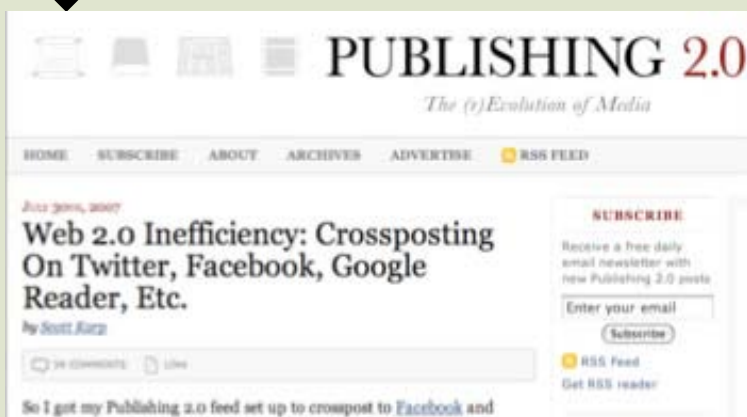 PUBLISHING 2.0
The (r)Evolution of Media
HOME SUBSCRIBE ABOUT ARCHIVES ADVERTISE RSS FEED
JULY 30TH, 2007
Web 2.0 Inefficiency: Crossposting
On Twitter, Facebook, Google
Reader, Etc.
by Scott Karp
COMMENTS
So I got my Publishing 2.0 feed set up to crosspost to Facebook and
SUBSCRIBE
Receive a free daily
email newsletter with
new Publishing 2.0 posts
Enter your email
Subscribe
RSS Feed
Get RSS reader